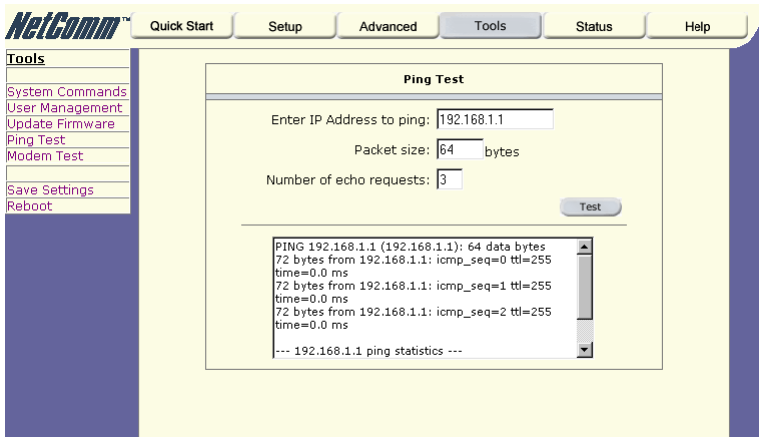 NetComm™ Quick Start Setup Advanced Tools Status Help
Tools
System Commands
User Management
Update Firmware
Ping Test
Modem Test
Save Settings
Reboot
Ping Test
Enter IP Address to ping: 192.168.1.1
Packet size: 64 bytes
Number of echo requests: 3
Test
PING 192.168.1.1 (192.168.1.1): 64 data bytes
72 bytes from 192.168.1.1: icmp_seq=0 ttl=255
time=0.0 ms
72 bytes from 192.168.1.1: icmp_seq=1 ttl=255
time=0.0 ms
72 bytes from 192.168.1.1: icmp_seq=2 ttl=255
time=0.0 ms
--- 192.168.1.1 ping statistics ---